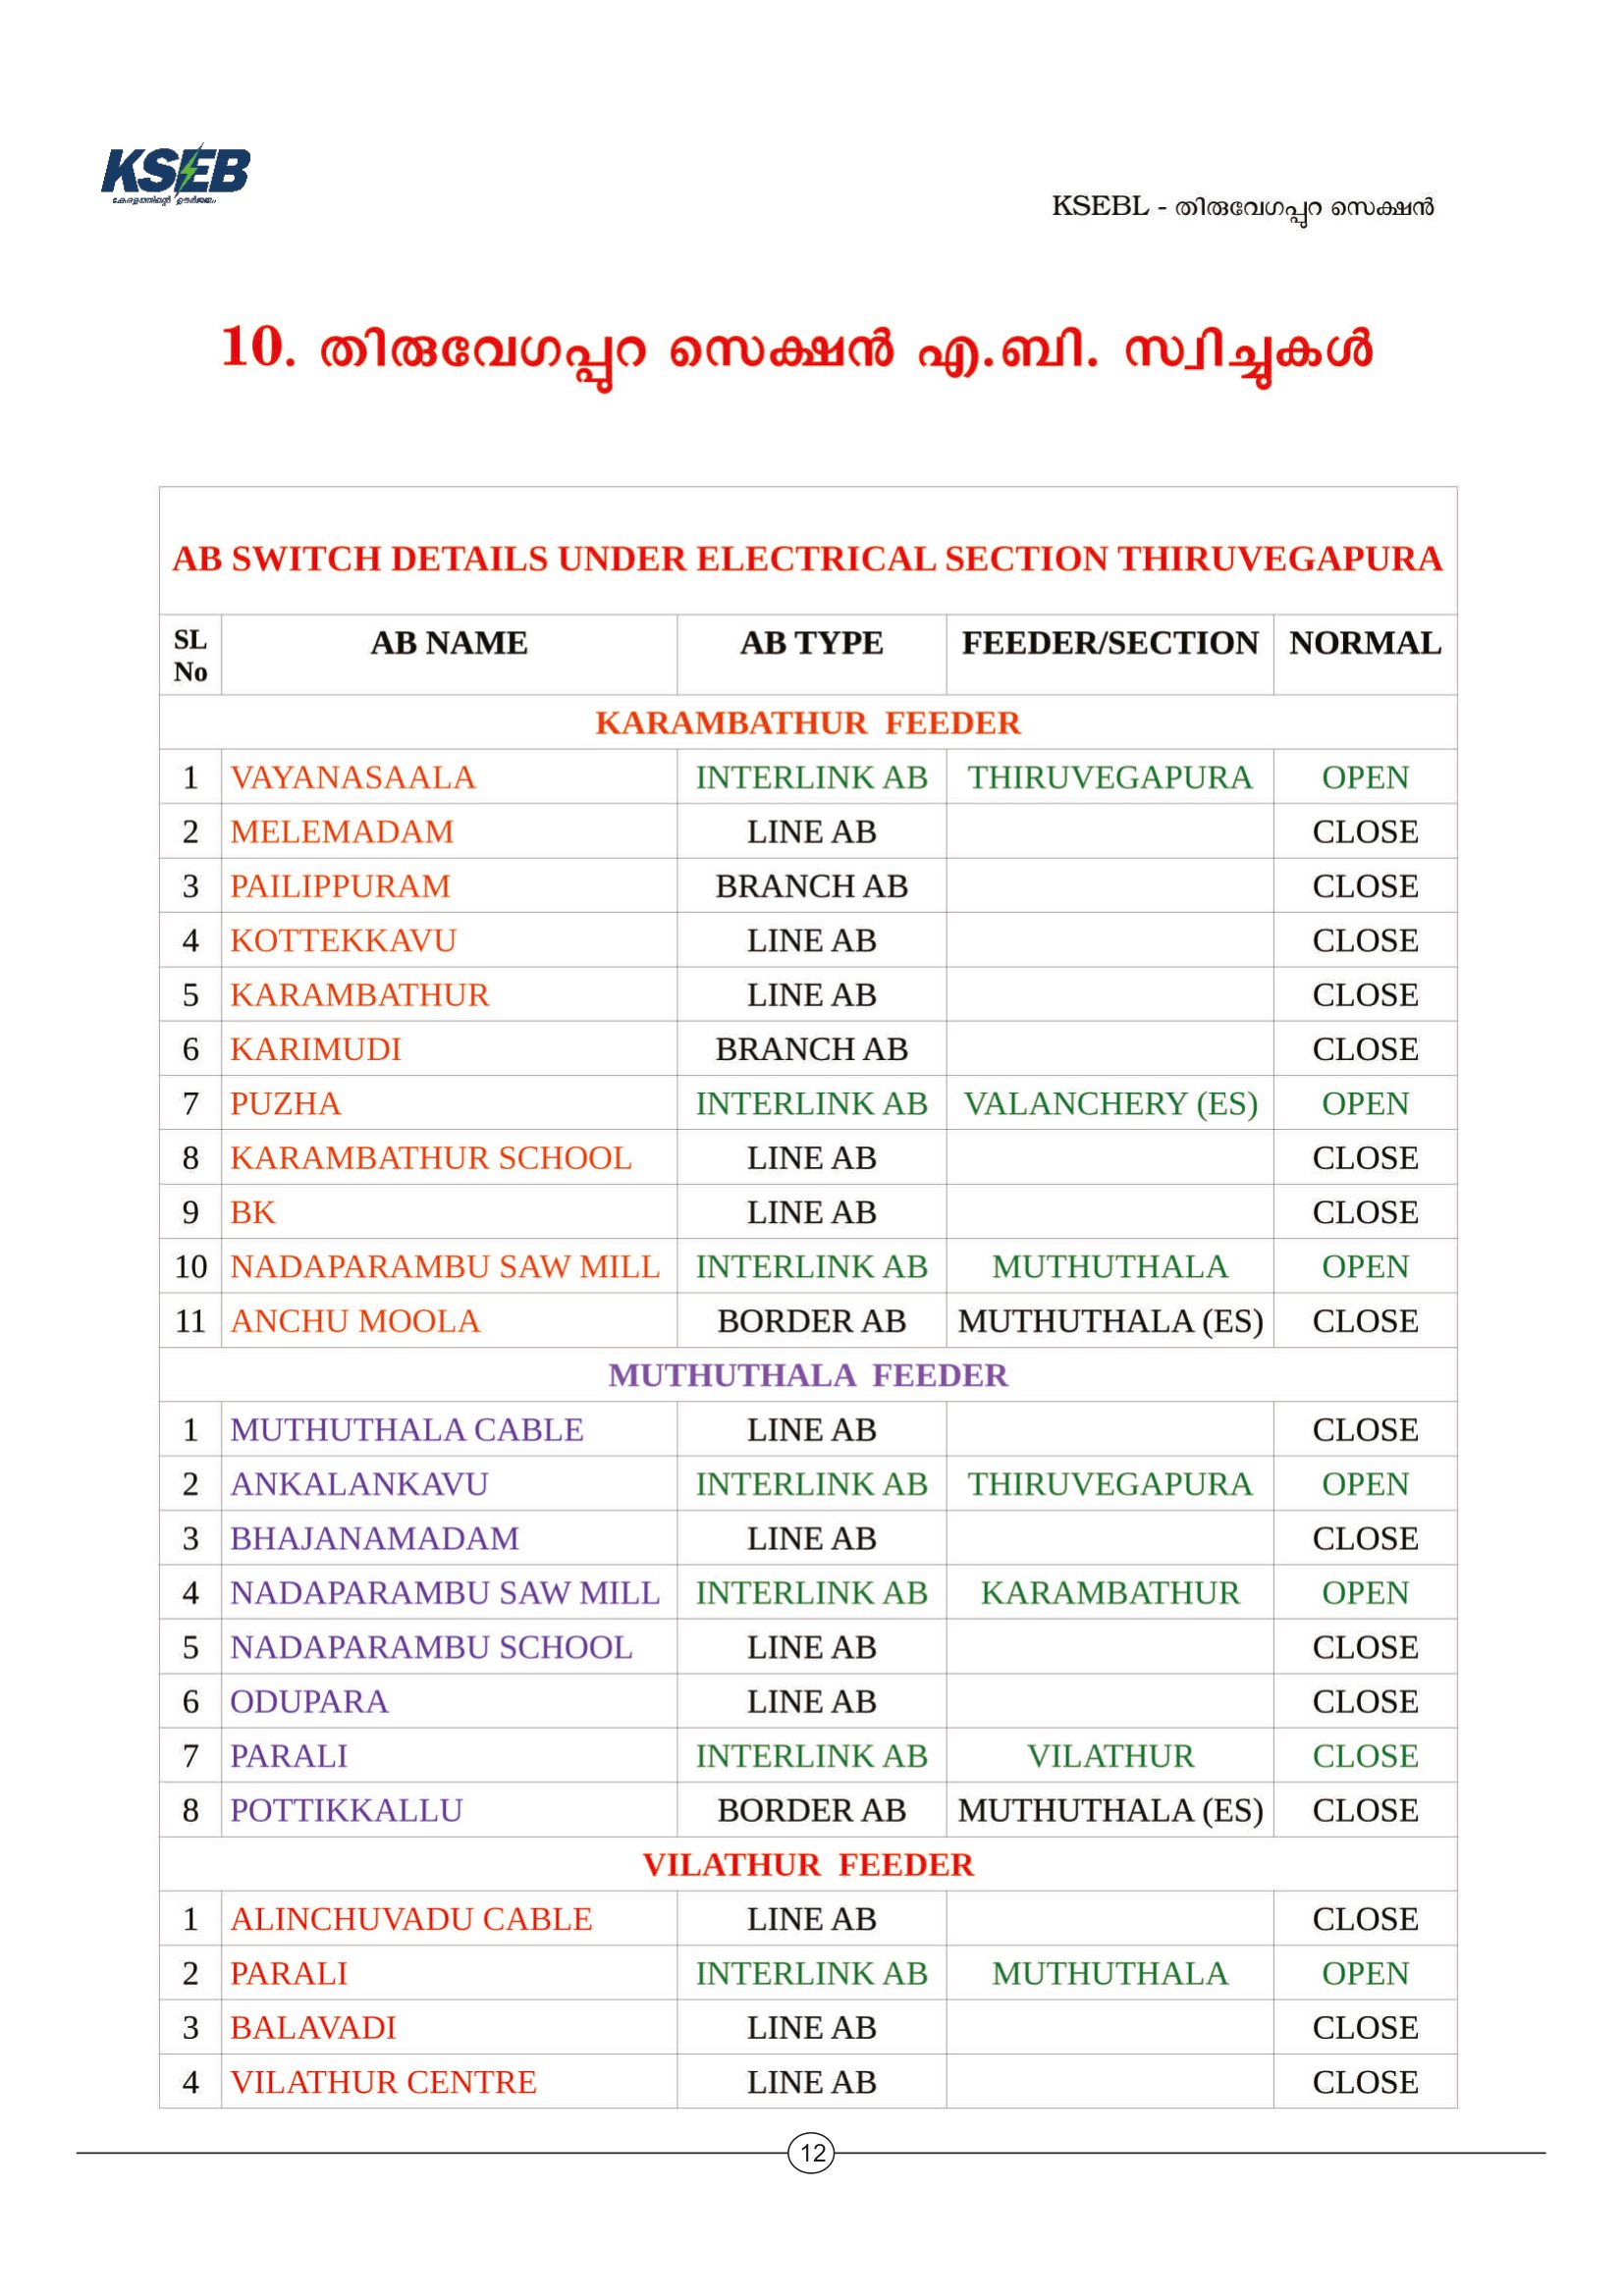 KSEB
കേരളത്തിന്റെ ഊർജ്ജം
KSEBL - തിരുവേഗപ്പുറ സെക്ഷൻ
10. തിരുവേഗപ്പുറ സെക്ഷൻ എ.ബി. സ്വിച്ചുകൾ
AB SWITCH DETAILS UNDER ELECTRICAL SECTION THIRUVEGAPURA
SL No AB NAME AB TYPE FEEDER/SECTION NORMAL
KARAMBATHUR FEEDER
1 VAYANASAALA INTERLINK AB THIRUVEGAPURA OPEN
2 MELEMADAM LINE AB CLOSE
3 PAILIPPURAM BRANCH AB CLOSE
4 KOTTEKKAVU LINE AB CLOSE
5 KARAMBATHUR LINE AB CLOSE
6 KARIMUDI BRANCH AB CLOSE
7 PUZHA INTERLINK AB VALANCHERY (ES) OPEN
8 KARAMBATHUR SCHOOL LINE AB CLOSE
9 BK LINE AB CLOSE
10 NADAPARAMBU SAW MILL INTERLINK AB MUTHUTHALA OPEN
11 ANCHU MOOLA BORDER AB MUTHUTHALA (ES) CLOSE
MUTHUTHALA FEEDER
1 MUTHUTHALA CABLE LINE AB CLOSE
2 ANKALANKAVU INTERLINK AB THIRUVEGAPURA OPEN
3 BHAJANAMADAM LINE AB CLOSE
4 NADAPARAMBU SAW MILL INTERLINK AB KARAMBATHUR OPEN
5 NADAPARAMBU SCHOOL LINE AB CLOSE
6 ODUPARA LINE AB CLOSE
7 PARALI INTERLINK AB VILATHUR CLOSE
8 POTTIKKALLU BORDER AB MUTHUTHALA (ES) CLOSE
VILATHUR FEEDER
1 ALINCHUVADU CABLE LINE AB CLOSE
2 PARALI INTERLINK AB MUTHUTHALA OPEN
3 BALAVADI LINE AB CLOSE
4 VILATHUR CENTRE LINE AB CLOSE
12